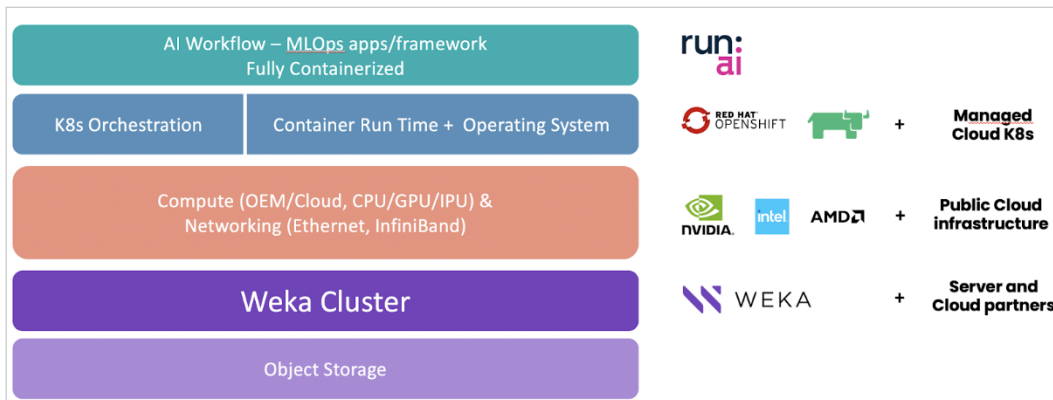 AI Workflow – MLOps apps/framework
Fully Containerized
run:
ai
K8s Orchestration
Container Run Time + Operating System
RED HAT
OPENSHIFT
+
Managed
Cloud K8s
Compute (OEM/Cloud, CPU/GPU/IPU) &
Networking (Ethernet, InfiniBand)
NVIDIA.
intel
AMD
+
Public Cloud
infrastructure
Weka Cluster
WEKA
+
Server and
Cloud partners
Object Storage